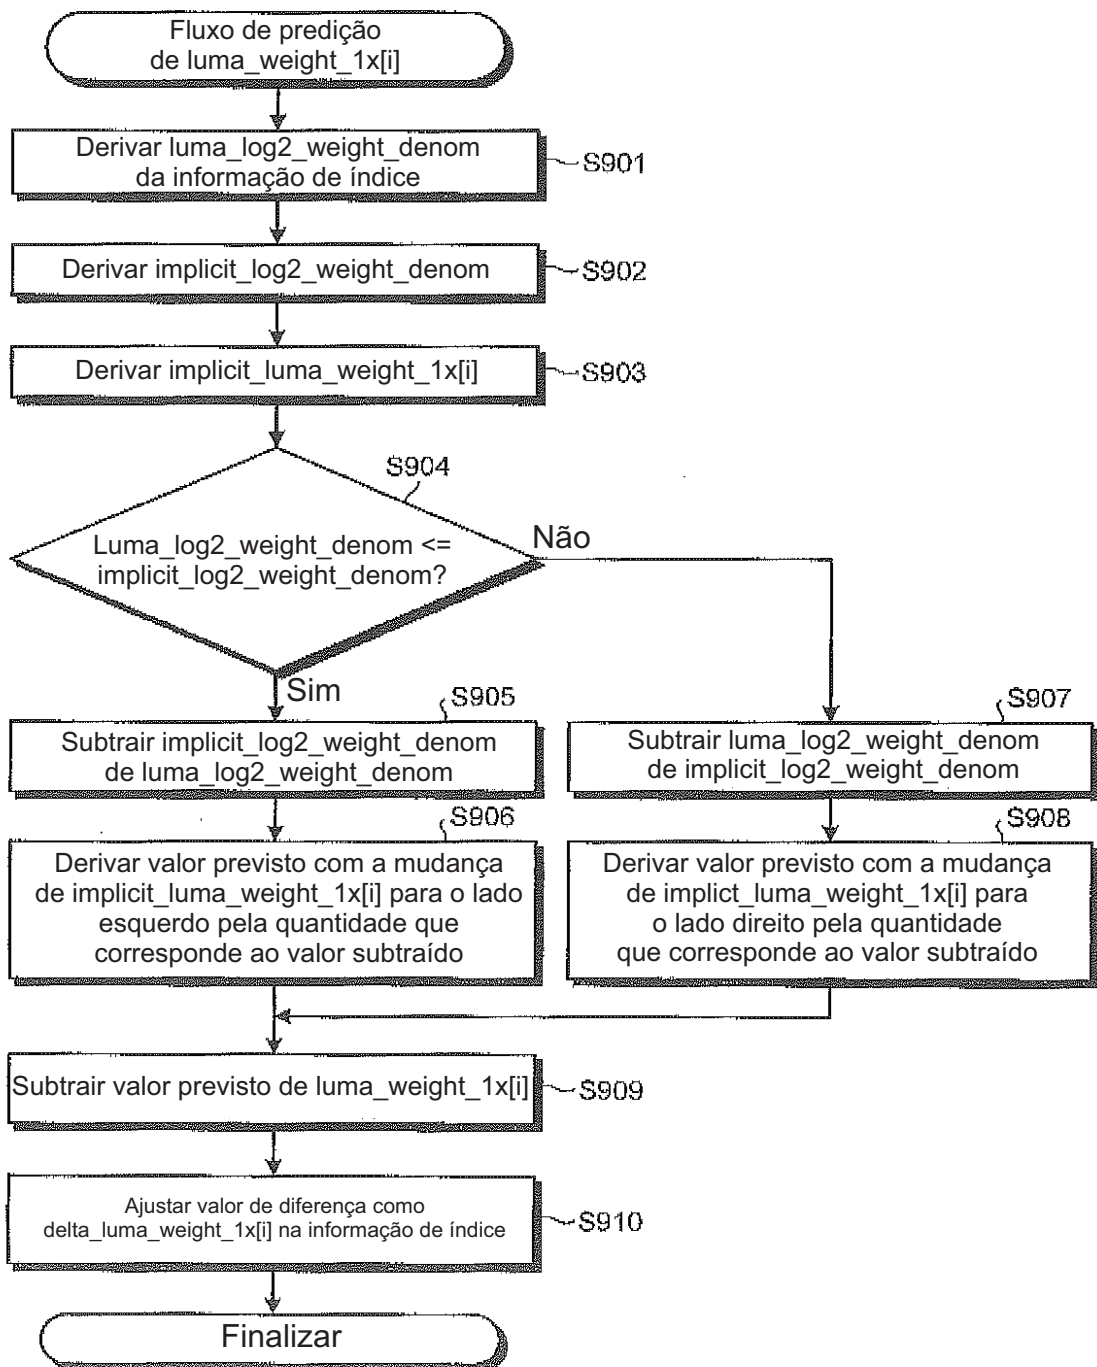 Fluxo de predição
de luma_weight_1x[i]
Derivar luma_log2_weight_denom
da informação de índice
S901
Derivar implicit_log2_weight_denom
S902
Derivar implicit_luma_weight_1x[i]
S903
S904
Luma_log2_weight_denom <=
implicit_log2_weight_denom?
Não
Sim
S905
Subtrair implicit_log2_weight_denom
de luma_log2_weight_denom
S907
Subtrair luma_log2_weight_denom
de implicit_log2_weight_denom
S906
Derivar valor previsto com a mudança
de implicit_luma_weight_1x[i] para o lado
esquerdo pela quantidade que
corresponde ao valor subtraído
S908
Derivar valor previsto com a mudança
de implict_luma_weight_1x[i] para
o lado direito pela quantidade
que corresponde ao valor subtraído
Subtrair valor previsto de luma_weight_1x[i]
S909
Ajustar valor de diferença como
delta_luma_weight_1x[i] na informação de índice
S910
Finalizar